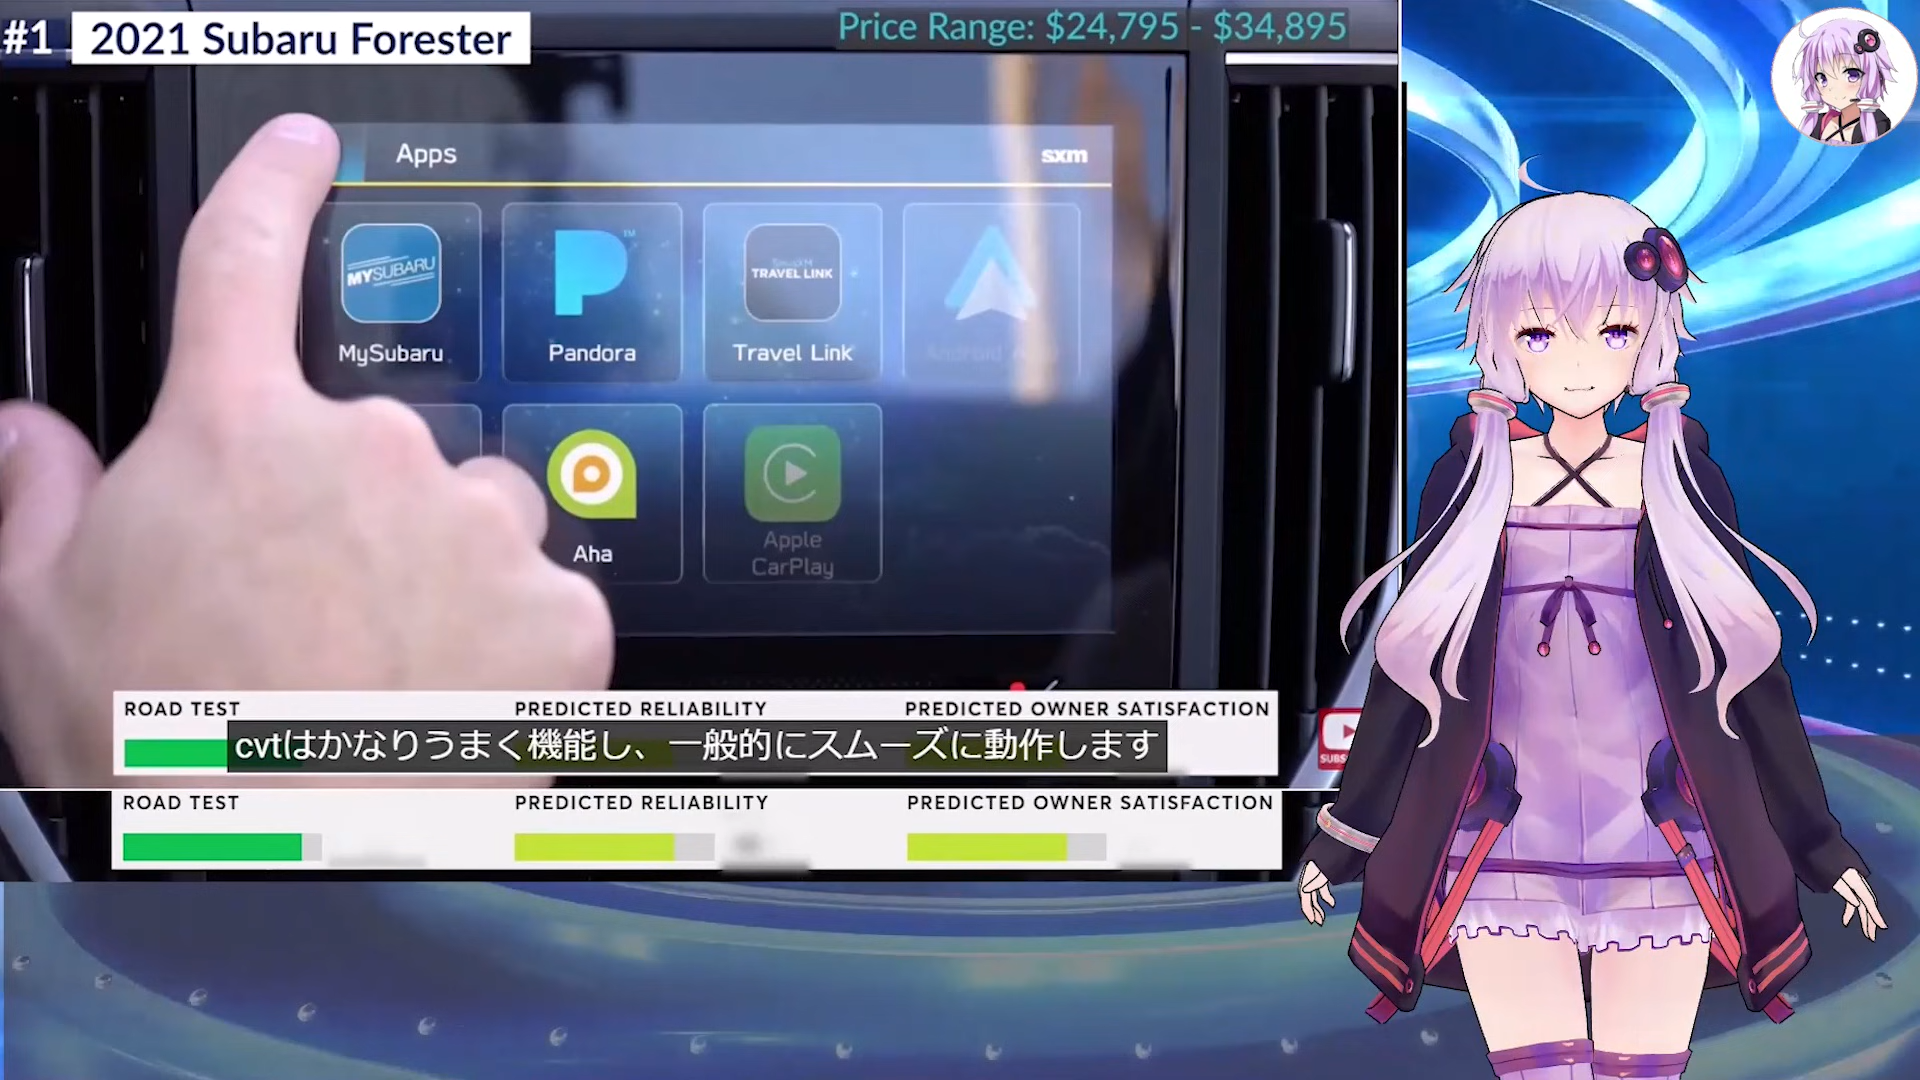 #1 2021 Subaru Forester
Price Range: $24,795 - $34,895
Apps
sxm
MYSUBARU
TRAVEL LINK
MySubaru
Pandora
TM
Travel Link
Aha
Apple
CarPlay
ROAD TEST
PREDICTED RELIABILITY
PREDICTED OWNER SATISFACTION
cvtはかなりうまく機能し、一般的にスムーズに動作します
ROAD TEST
PREDICTED RELIABILITY
PREDICTED OWNER SATISFACTION